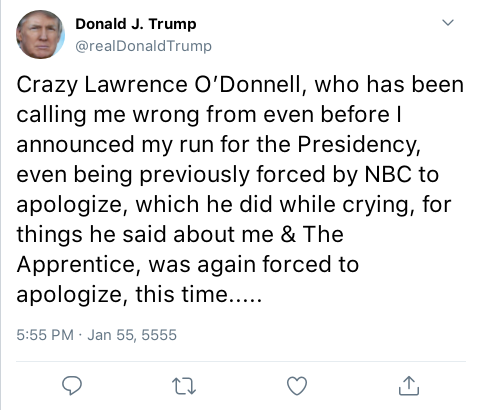 Donald J. Trump
@realDonaldTrump
Crazy Lawrence O’Donnell, who has been
calling me wrong from even before I
announced my run for the Presidency,
even being previously forced by NBC to
apologize, which he did while crying, for
things he said about me & The
Apprentice, was again forced to
apologize, this time.....
5:55 PM · Jan 55, 5555